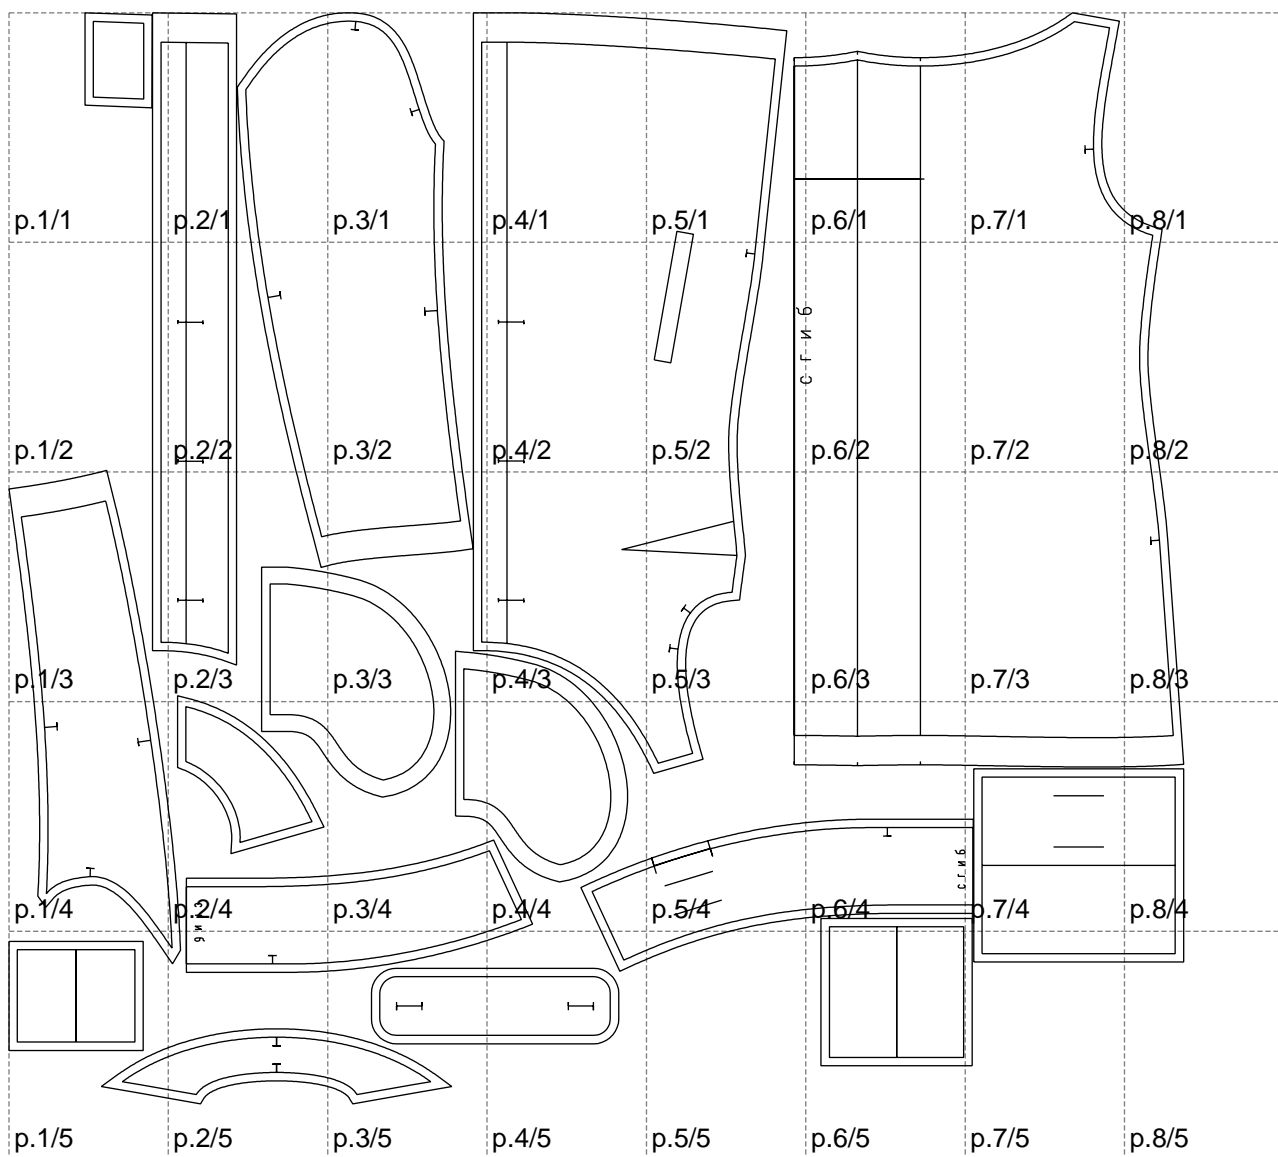 p.1/1 p.2/1 p.3/1 p.4/1 p.5/1 p.6/1 p.7/1 p.8/1
сгиб
p.1/2 p.2/2 p.3/2 p.4/2 p.5/2 p.6/2 p.7/2 p.8/2
p.1/3 p.2/3 p.3/3 p.4/3 p.5/3 p.6/3 p.7/3 p.8/3
сгиб
p.1/4 p.2/4 p.3/4 p.4/4 p.5/4 p.6/4 p.7/4 p.8/4
p.1/5 p.2/5 p.3/5 p.4/5 p.5/5 p.6/5 p.7/5 p.8/5